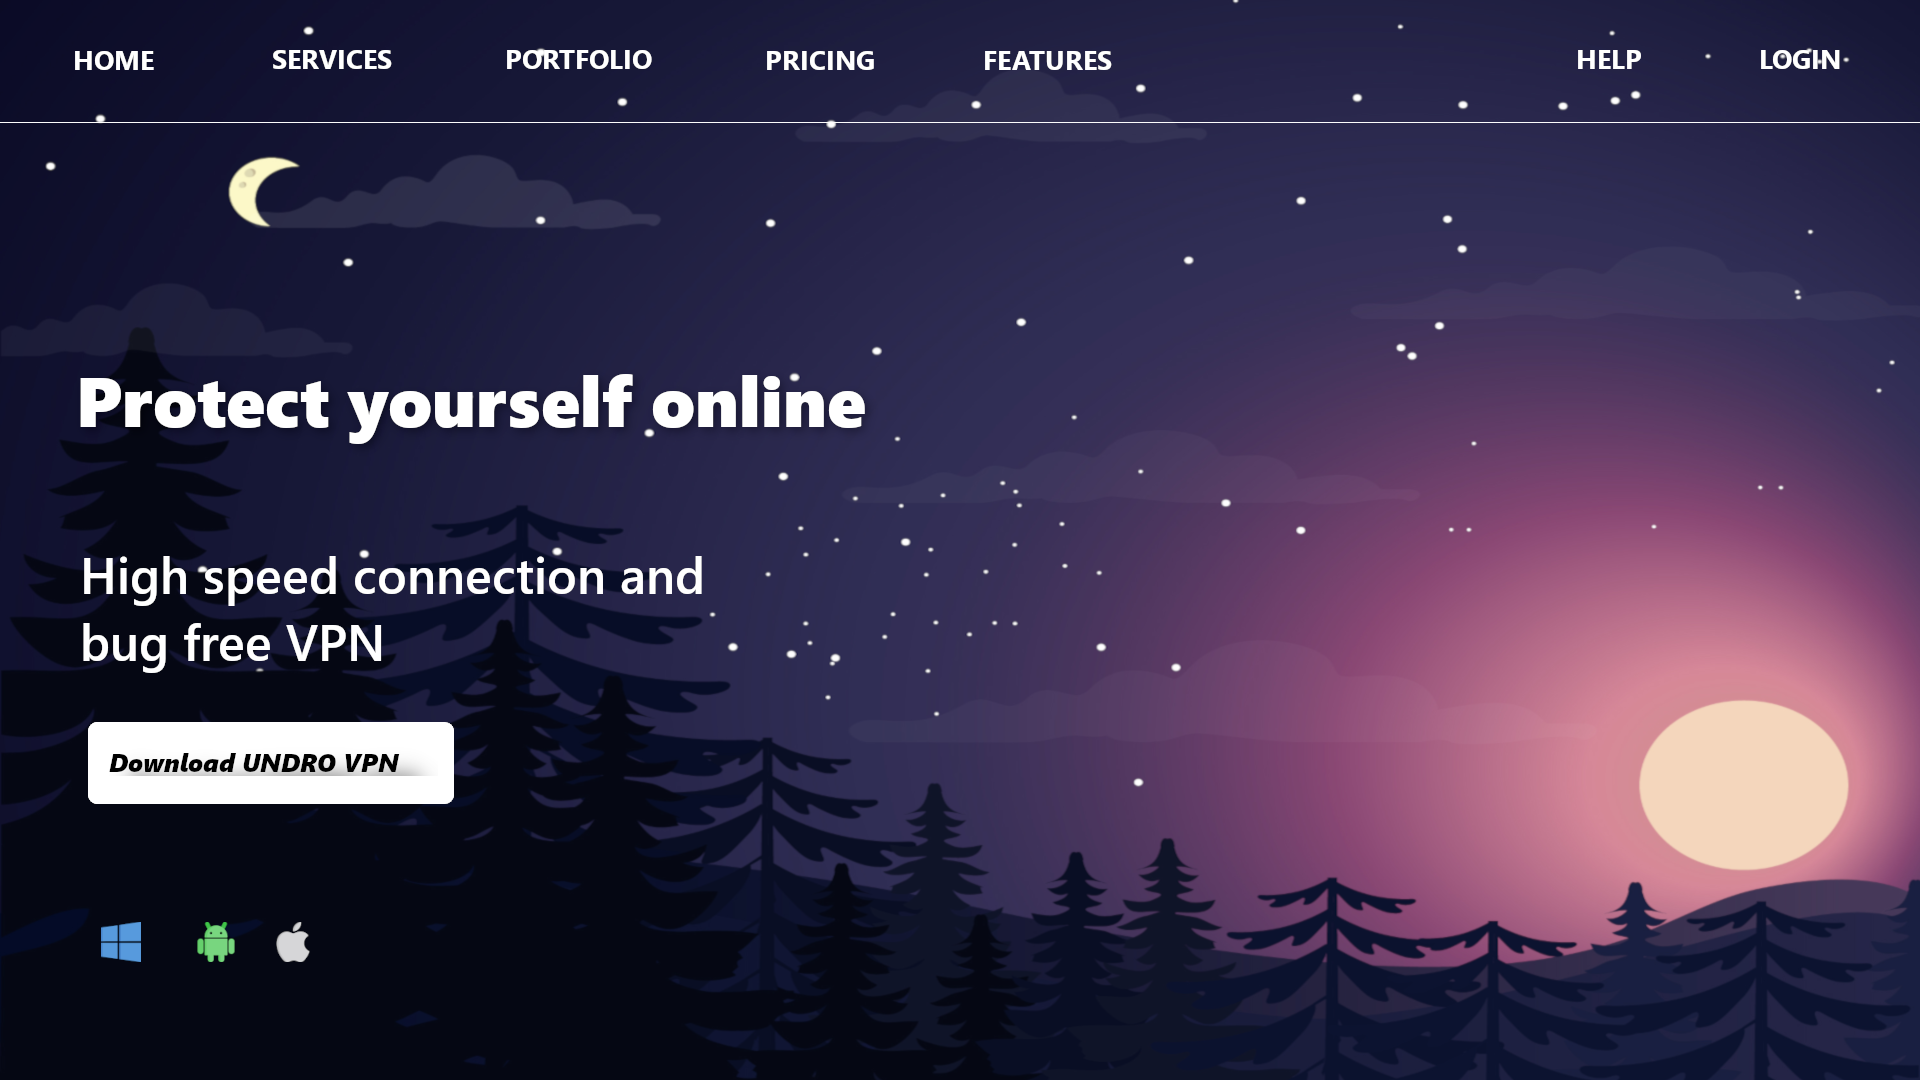 HOME SERVICES PORTFOLIO PRICING FEATURES HELP LOGIN
Protect yourself online
High speed connection and
bug free VPN
Download UNDRO VPN